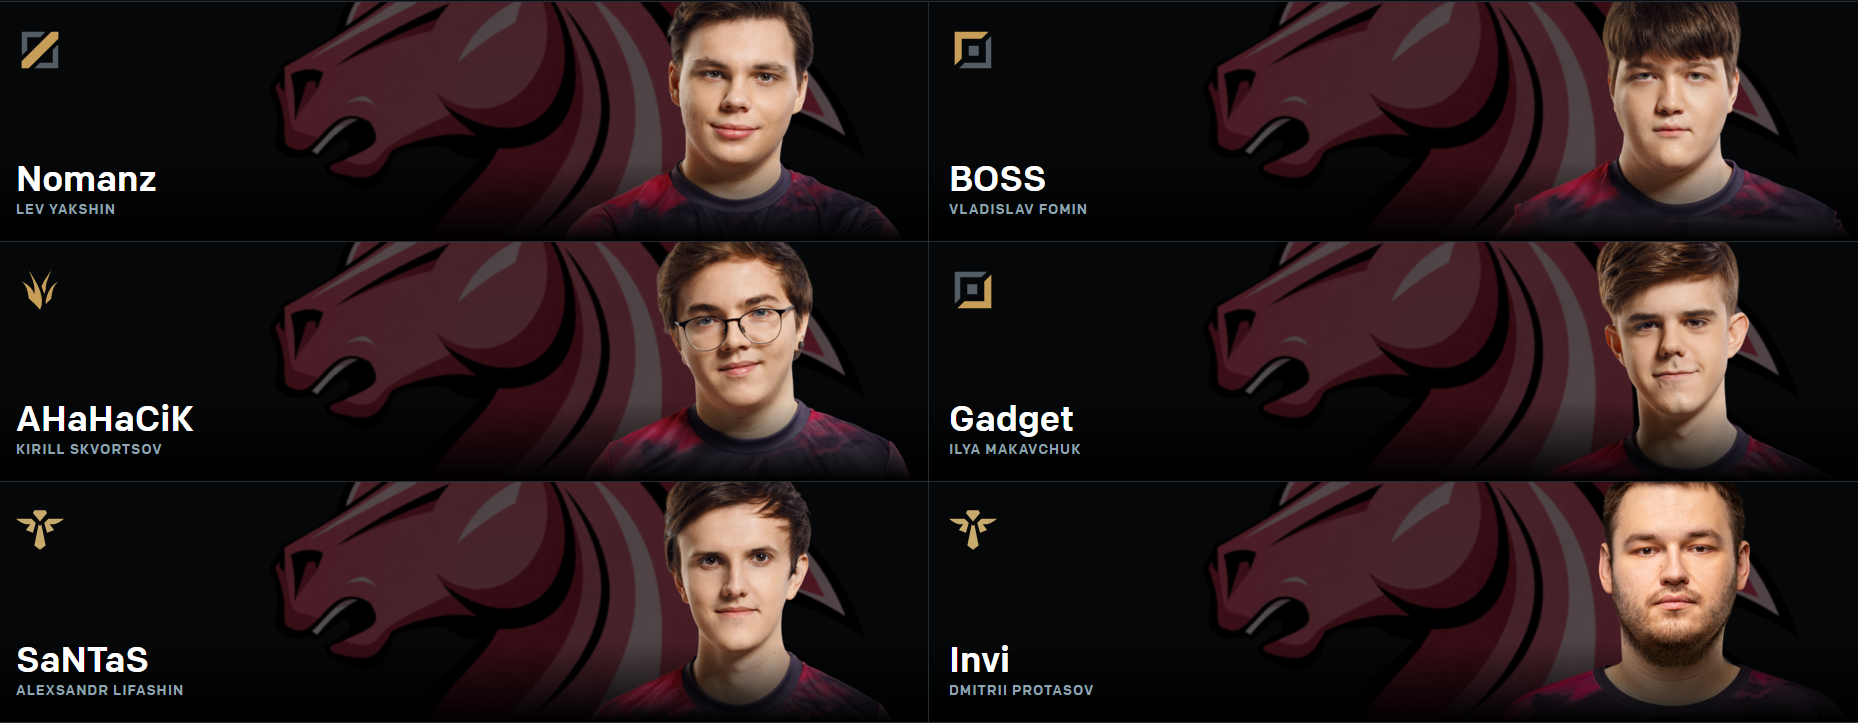 Nomanz
LEV YAKSHIN
BOSS
VLADISLAV FOMIN
AHaHaCiK
KIRILL SKVORTSOV
Gadget
ILYA MAKAVCHUK
SaNTaS
ALEXSANDR LIFASHIN
Invi
DMITRII PROTASOV